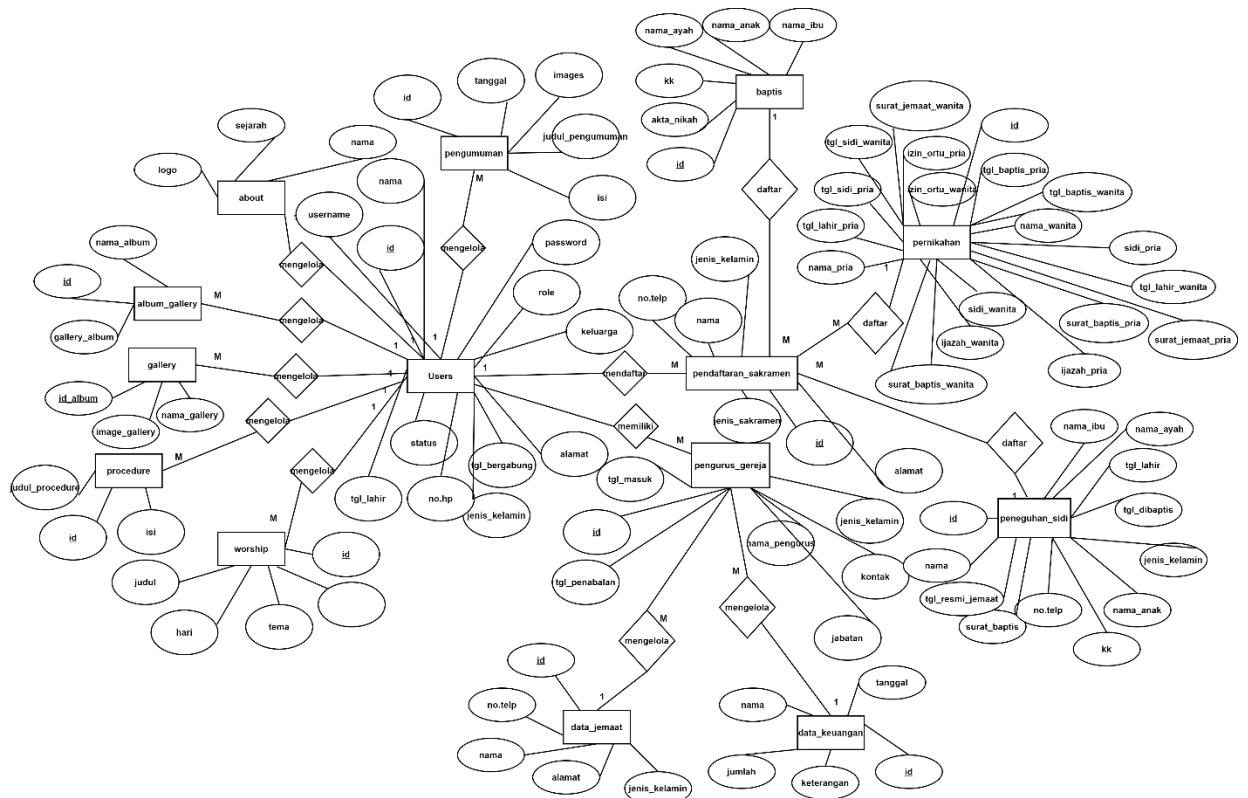 nama_ayah
nama_anak
nama_ibu
kk
baptis
akta_nikah
id
1
daftar
id
tanggal
images
judul_pengumuman
pengumuman
isi
M
mengelola
sejarah
nama
logo
about
mengelola
nama
username
id
password
role
keluarga
nama_album
id
album_gallery
M
gallery_album
mengelola
1
1
1
1
gallery
M
mengelola
1
id_album
image_gallery
nama_gallery
Users
1
mengelola
1
procedure
M
judul_procedure
id
isi
mengelola
1
worship
M
id
judul
hari
tema
status
tgl_lahir
no.hp
tgl_bergabung
jenis_kelamin
alamat
mendaftar
M
memiliki
M
surat_jemaat_wanita
tgl_sidi_wanita
izin_ortu_pria
id
tgl_baptis_pria
tgl_sidi_pria
izin_ortu_wanita
tgl_baptis_wanita
tgl_lahir_pria
nama_wanita
pernikahan
sidi_pria
nama_pria
1
tgl_lahir_wanita
sidi_wanita
surat_baptis_pria
ijazah_wanita
surat_jemaat_pria
ijazah_pria
surat_baptis_wanita
daftar
M
jenis_kelamin
no.telp
nama
pendaftaran_sakramen
M
jenis_sakramen
id
alamat
daftar
1
nama_ibu
nama_ayah
tgl_lahir
tgl_dibaptis
id
peneguhan_sidi
jenis_kelamin
nama
tgl_resmi_jemaat
surat_baptis
no.telp
nama_anak
kk
pengurus_gereja
tgl_masuk
id
jenis_kelamin
nama_pengurus
tgl_penabalan
kontak
jabatan
M
mengelola
1
M
mengelola
1
id
no.telp
data_jemaat
nama
alamat
jenis_kelamin
tanggal
nama
data_keuangan
jumlah
keterangan
id